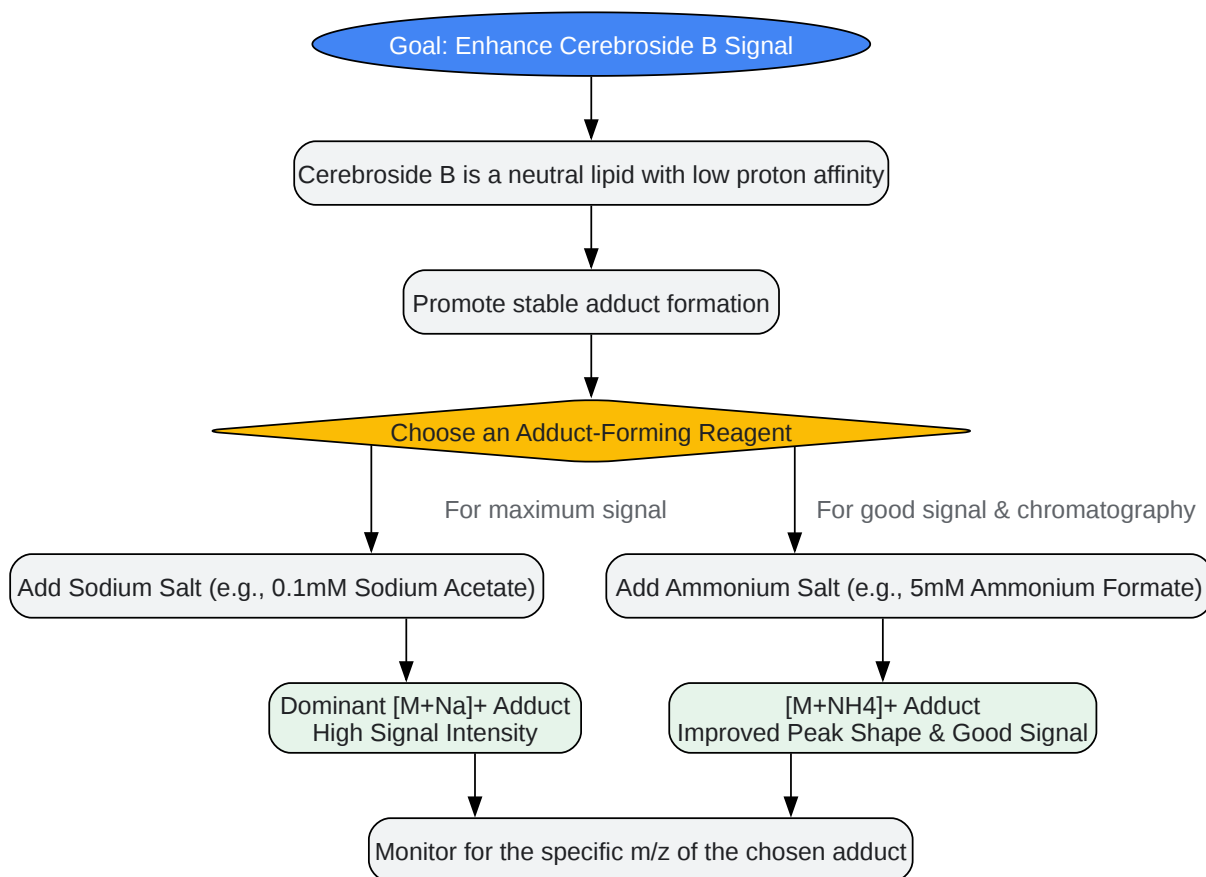 Goal: Enhance Cerebroside B Signal
Cerebroside B is a neutral lipid with low proton affinity
Promote stable adduct formation
Choose an Adduct-Forming Reagent
For maximum signal
For good signal & chromatography
Add Sodium Salt (e.g., 0.1mM Sodium Acetate)
Add Ammonium Salt (e.g., 5mM Ammonium Formate)
Dominant [M+Na]+ Adduct
High Signal Intensity
[M+NH4]+ Adduct
Improved Peak Shape & Good Signal
Monitor for the specific m/z of the chosen adduct